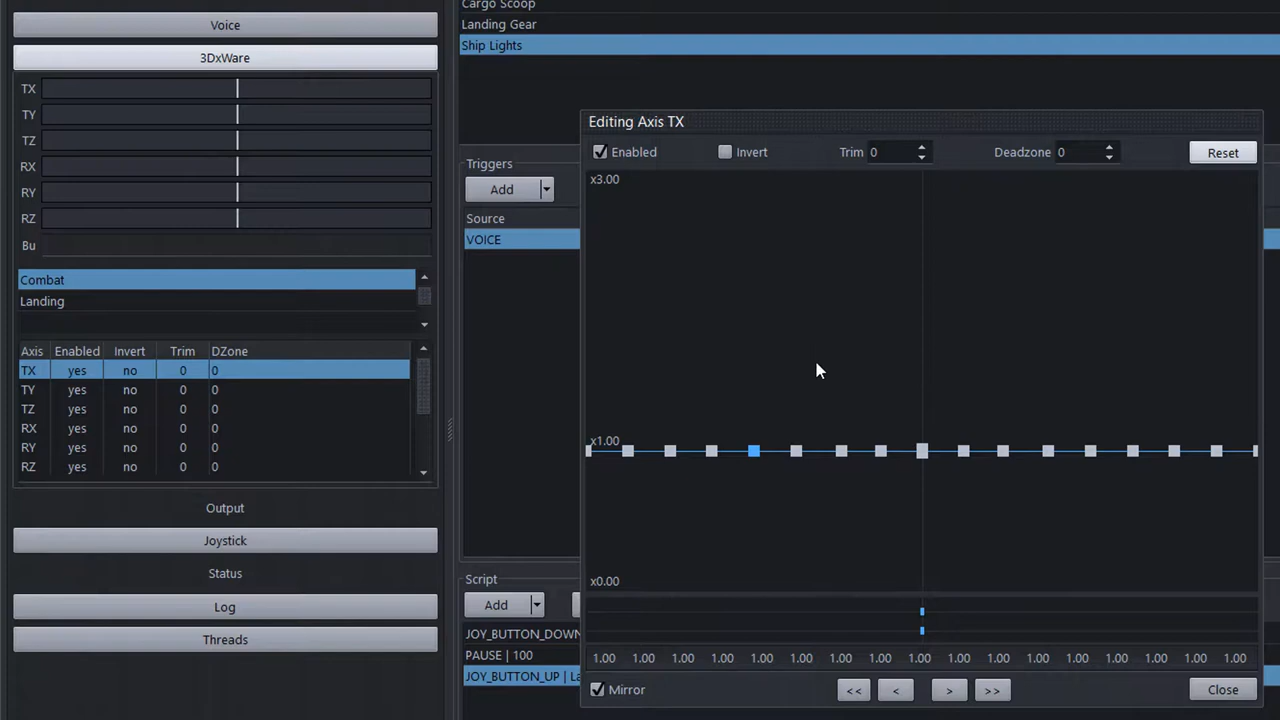 Voice
3DxWare
TX
TY
TZ
RX
RY
RZ
Bu
Combat
Landing
Axis Enabled Invert Trim DZone
TX yes no 0 0
TY yes no 0 0
TZ yes no 0 0
RX yes no 0 0
RY yes no 0 0
RZ yes no 0 0
Output
Joystick
Status
Log
Threads
Cargo Scoop
Landing Gear
Ship Lights
Triggers
Add
Source
VOICE
Script
Add
JOY_BUTTON_DOWN
PAUSE | 100
JOY_BUTTON_UP | La
Editing Axis TX
Enabled Invert Trim 0 Deadzone 0 Reset
x3.00
x1.00
x0.00
1.00 1.00 1.00 1.00 1.00 1.00 1.00 1.00 1.00 1.00 1.00 1.00 1.00 1.00 1.00 1.00 1.00
Mirror << < > >> Close